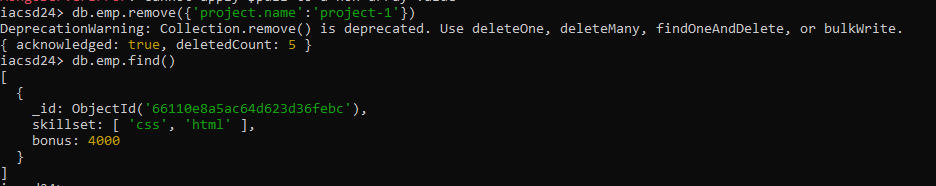 iacsd24> db.emp.remove({'project.name':'project-1'})
DeprecationWarning: Collection.remove() is deprecated. Use deleteOne, deleteMany, findOneAndDelete, or bulkWrite.
{ acknowledged: true, deletedCount: 5 }
iacsd24> db.emp.find()
[
  {
    _id: ObjectId('66110e8a5ac64d623d36febc'),
    skillset: [ 'css', 'html' ],
    bonus: 4000
  }
]